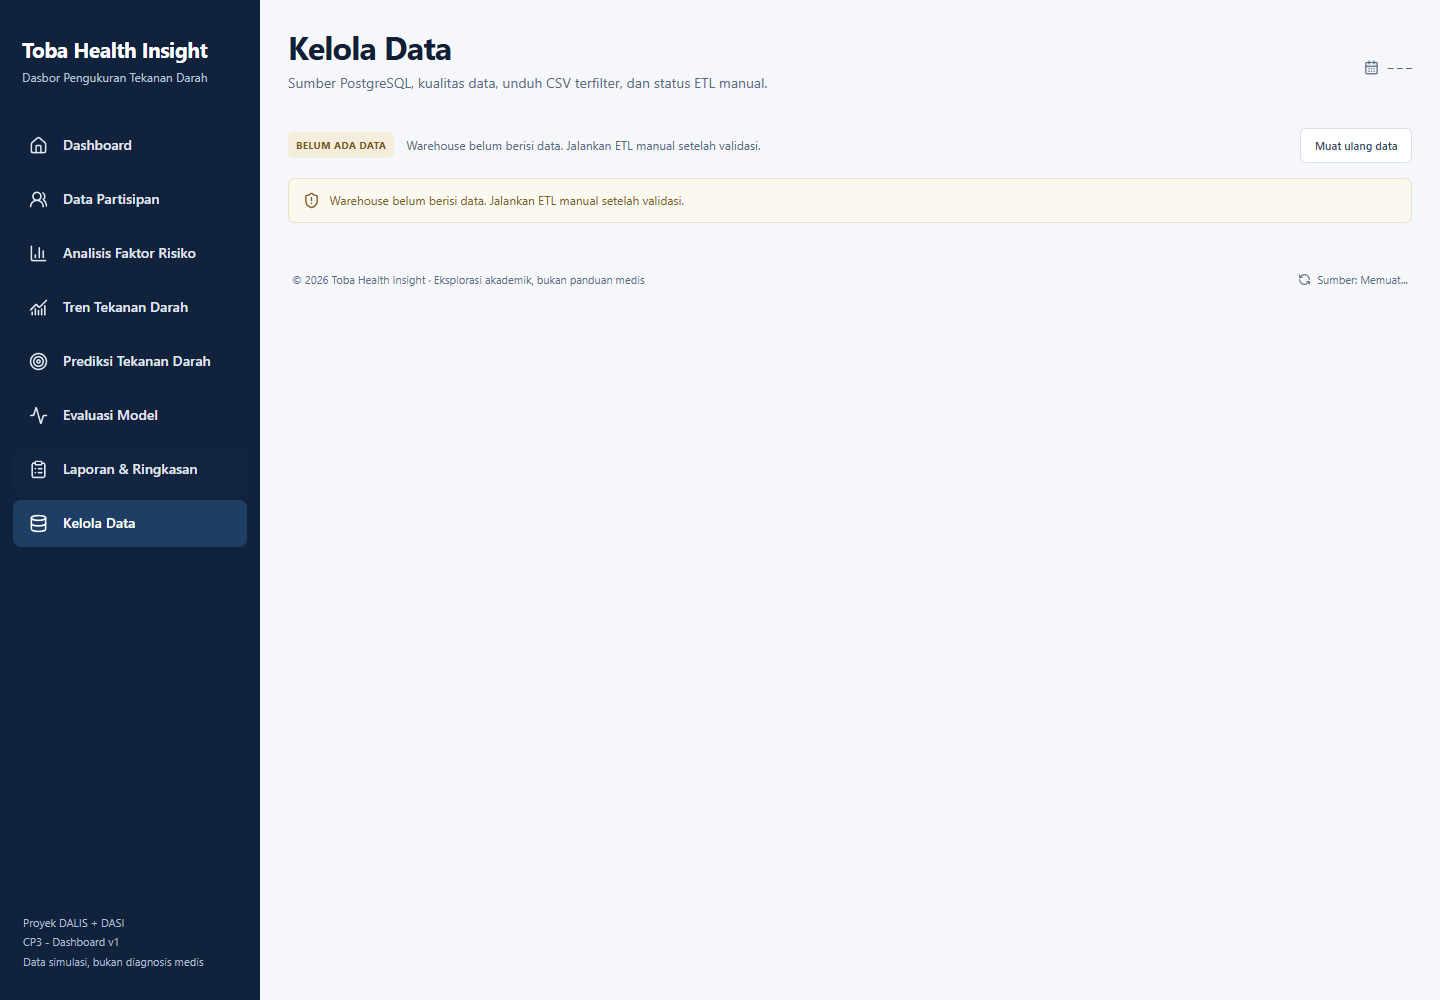 Toba Health Insight
Dasbor Pengukuran Tekanan Darah
Dashboard
Data Partisipan
Analisis Faktor Risiko
Tren Tekanan Darah
Prediksi Tekanan Darah
Evaluasi Model
Laporan & Ringkasan
Kelola Data
Proyek DALIS + DASI
CP3 - Dashboard v1
Data simulasi, bukan diagnosis medis
Kelola Data
Sumber PostgreSQL, kualitas data, unduh CSV terfilter, dan status ETL manual.
– – –
BELUM ADA DATA Warehouse belum berisi data. Jalankan ETL manual setelah validasi. Muat ulang data
Warehouse belum berisi data. Jalankan ETL manual setelah validasi.
© 2026 Toba Health Insight · Eksplorasi akademik, bukan panduan medis Sumber: Memuat...